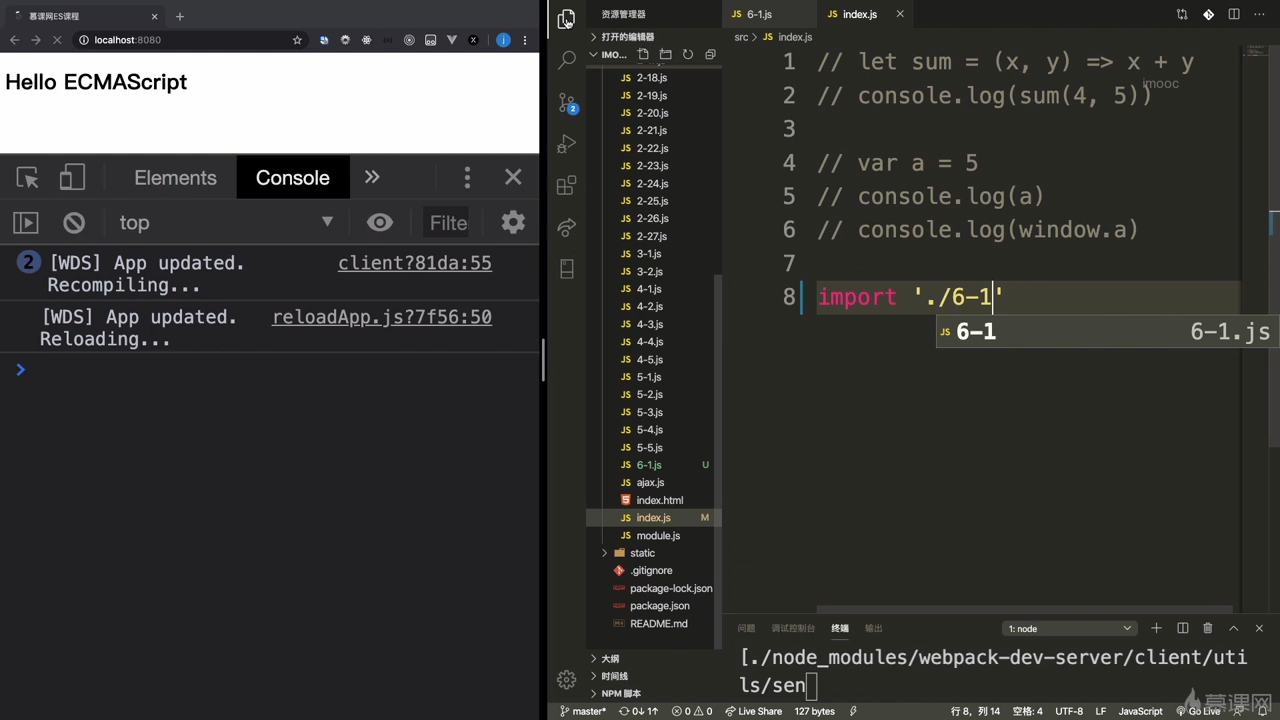 慕课网ES课程
localhost:8080
Hello ECMAScript
Elements
Console
top
Filte
2
[WDS] App updated. Recompiling...
client?81da:55
[WDS] App updated. Reloading...
reloadApp.js?7f56:50
资源管理器
打开的编辑器
IMO...
2-18.js
2-19.js
2-20.js
2-21.js
2-22.js
2-23.js
2-24.js
2-25.js
2-26.js
2-27.js
3-1.js
3-2.js
4-1.js
4-2.js
4-3.js
4-4.js
4-5.js
5-1.js
5-2.js
5-3.js
5-4.js
5-5.js
6-1.js U
ajax.js
index.html
index.js M
module.js
static
.gitignore
package-lock.json
package.json
README.md
大纲
时间线
NPM 脚本
6-1.js
index.js
src > index.js
1 // let sum = (x, y) => x + y
2 // console.log(sum(4, 5))
imooc
3
4 // var a = 5
5 // console.log(a)
6 // console.log(window.a)
7
8 import './6-1'
6-1 6-1.js
问题 调试控制台 终端 输出
1: node
[./node_modules/webpack-dev-server/client/uti
ls/sen
慕课网
master* 0↓ 1↑ 0 0 Live Share 127 bytes 行 8，列 14 空格: 4 UTF-8 LF JavaScript Go Live